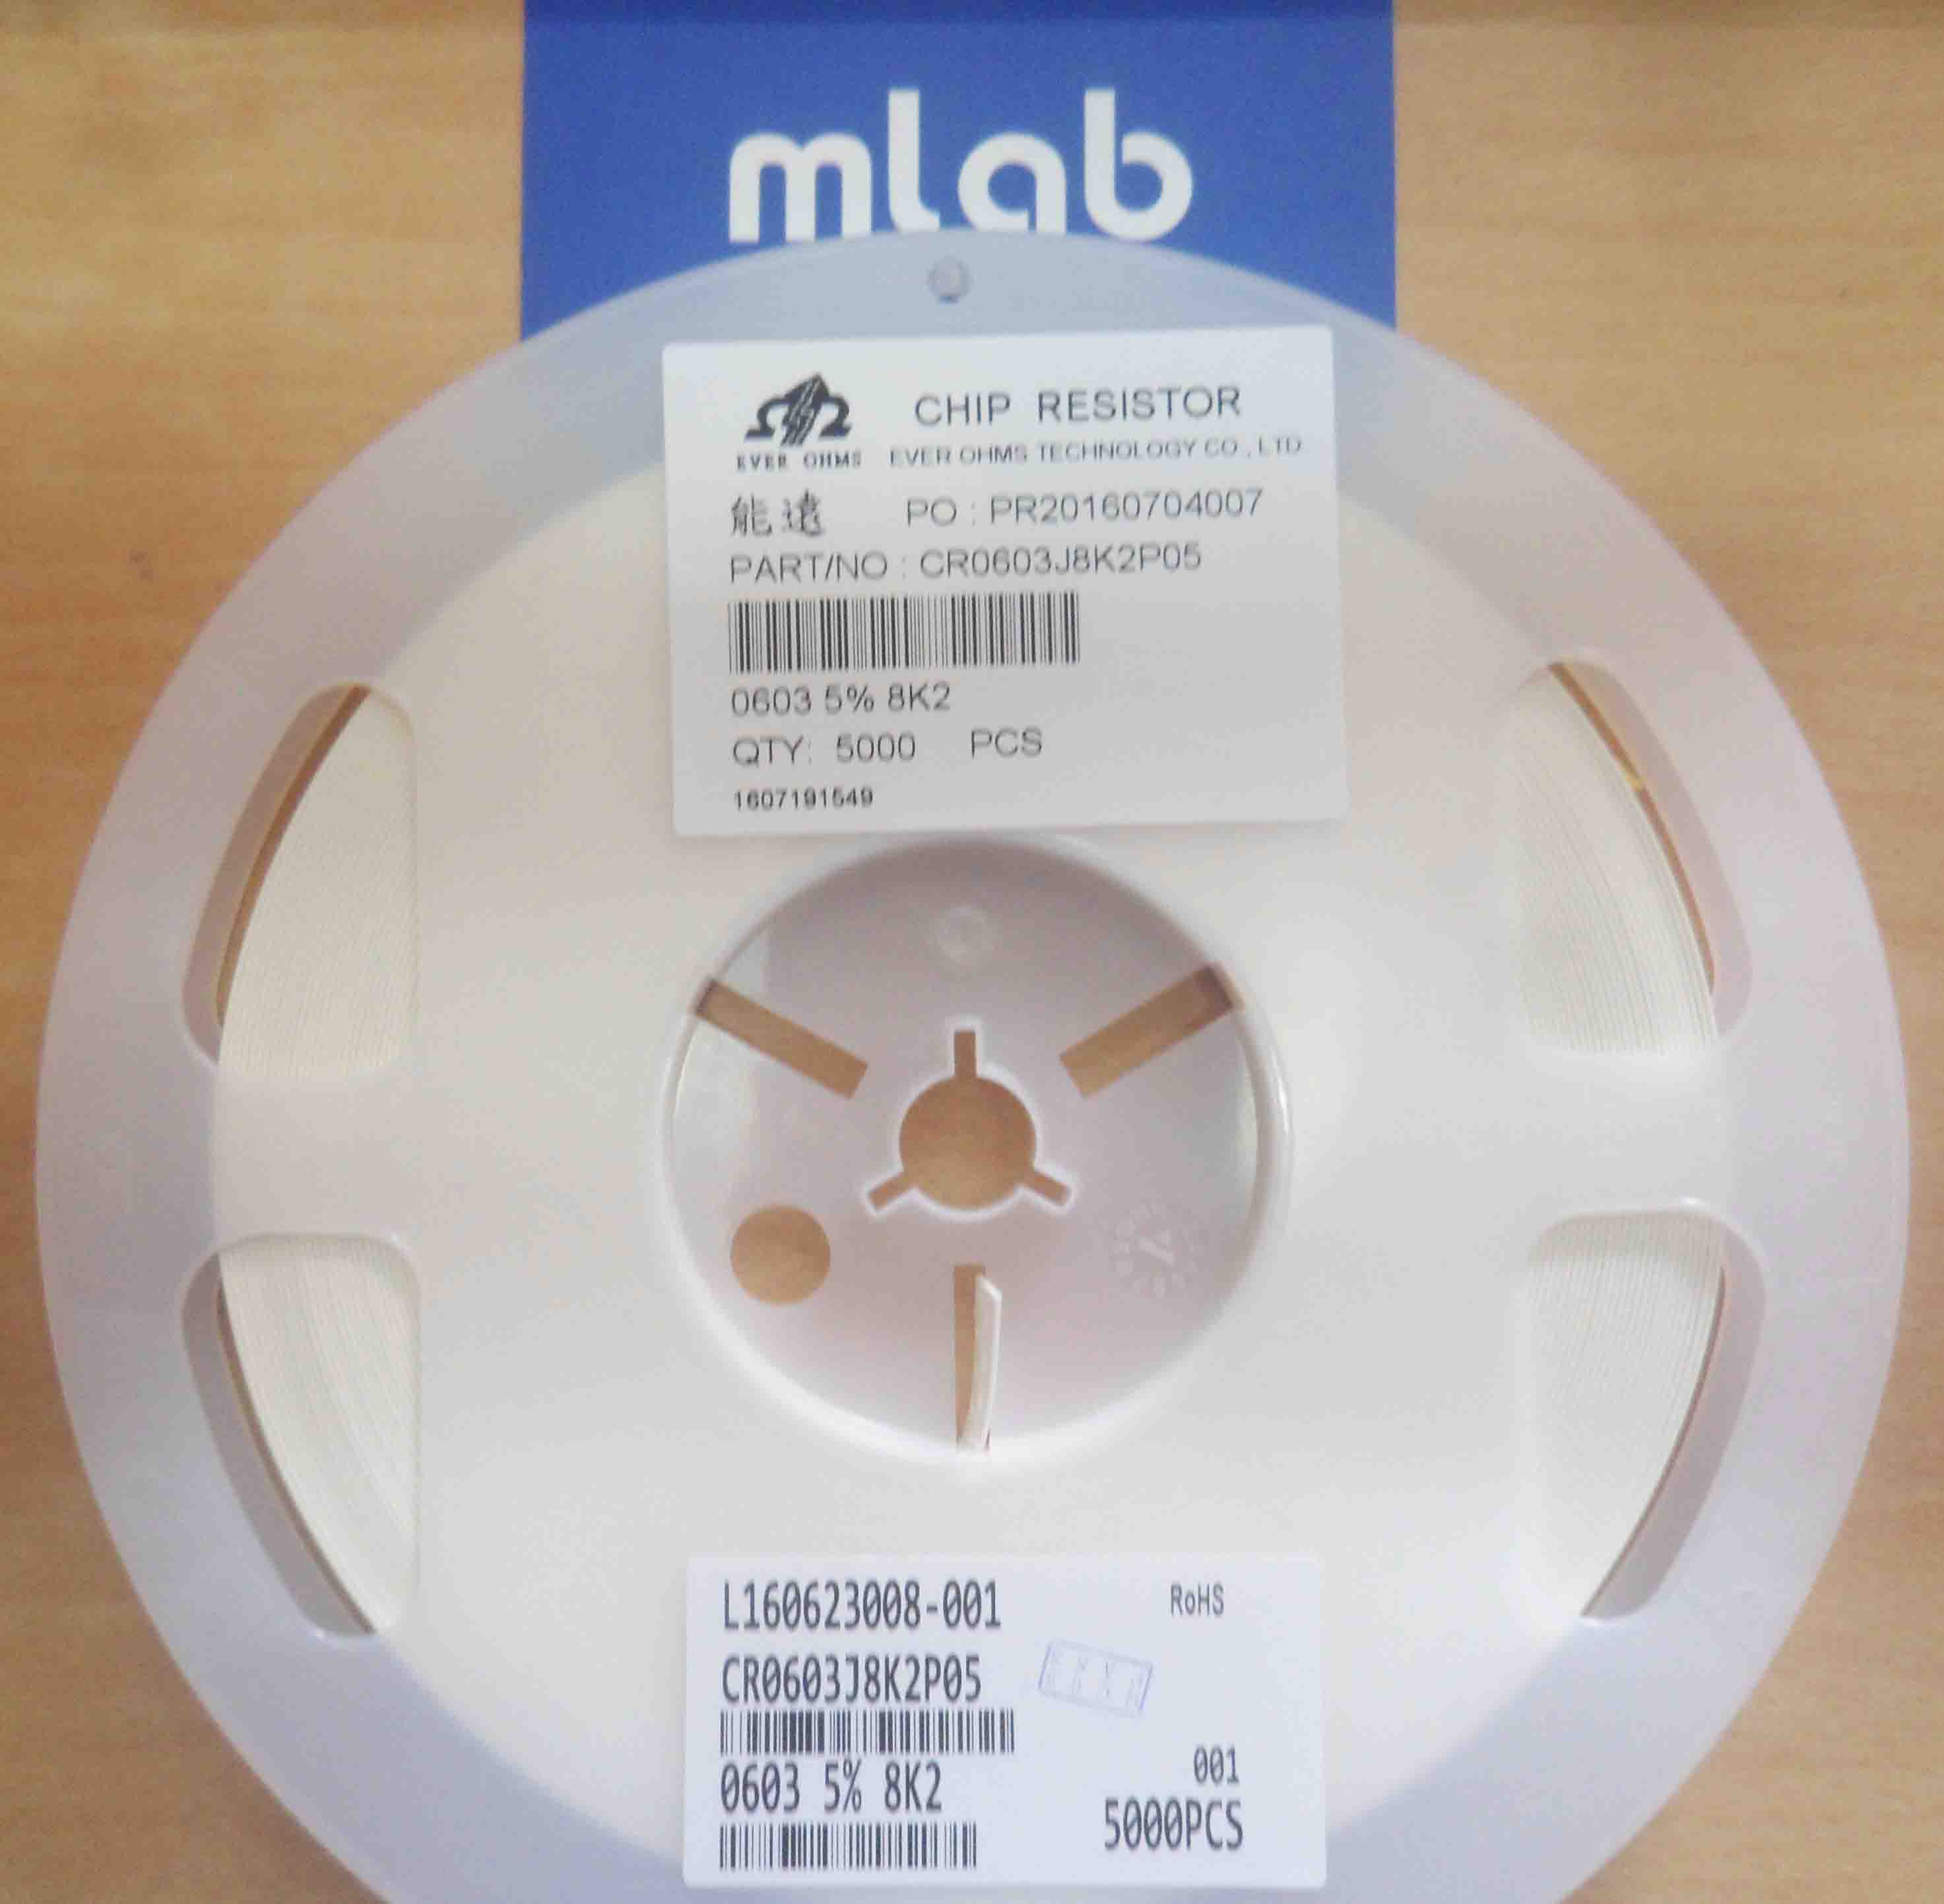 mlab
CHIP RESISTOR
EVER OHMS EVER OHMS TECHNOLOGY CO., LTD
能遠 PO : PR20160704007
PART/NO : CR0603J8K2P05
0603 5% 8K2
QTY: 5000 PCS
1607191549
L160623008-001 RoHS
CR0603J8K2P05
001
0603 5% 8K2
5000PCS